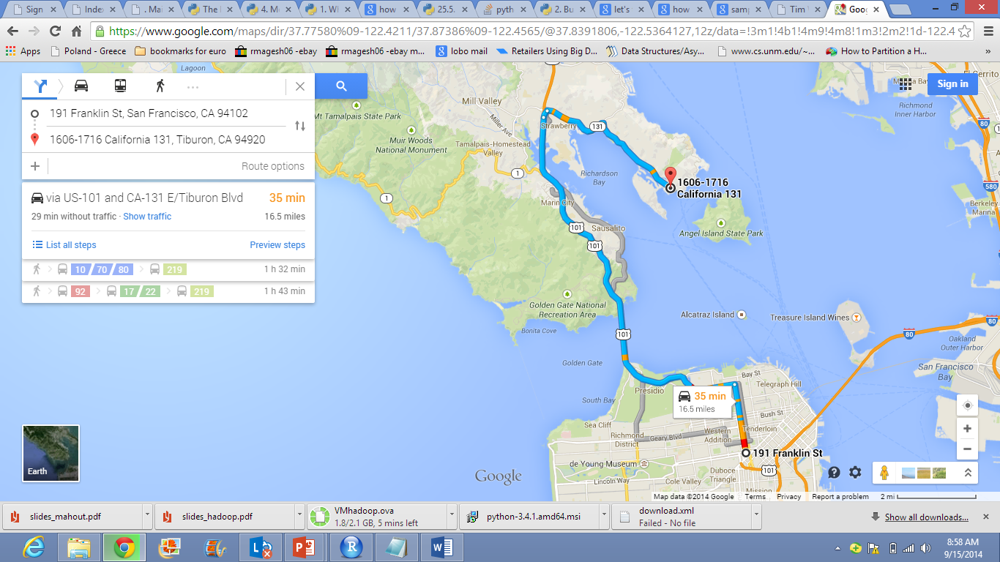 Sign
Index
. Mar
The
4. M
1. Wh
how
25.5.
pyth
2. Bu
let's
how
sam
Tim
Goo
https://www.google.com/maps/dir/37.77580%09-122.4211/37.87386%09-122.4565/@37.8391806,-122.5364127,12z/data=!3m1!4b1!4m9!4m8!1m3!2m2!1d-122.4
Apps
Poland - Greece
bookmarks for euro
rmagesh06 -ebay
rmagesh06 -ebay m...
lobo mail
Retailers Using Big D...
Data Structures/Asy...
www.cs.unm.edu/~...
How to Partition a H...
»
191 Franklin St, San Francisco, CA 94102
1606-1716 California 131, Tiburon, CA 94920
Route options
via US-101 and CA-131 E/Tiburon Blvd
35 min
29 min without traffic · Show traffic
16.5 miles
List all steps
Preview steps
10 / 70 / 80
219
1 h 32 min
92
17 / 22
219
1 h 43 min
Sign in
Lagoon
Mill Valley
Mt Tamalpais State Park
Miller Ave
Muir Woods
National Monument
Tamalpais-Homestead
Valley
Strawberry
131
1
1
Richardson
Bay
1606-1716
California 131
Marin City
101
Sausalito
101
Angel Island State Park
Golden Gate National
Recreation Area
Bonita Cove
101
Alcatraz Island
Treasure Island Wines
80
Golden Gate
Richmond
Inner Harbor
El Cerrito
80
580
Berkeley
Marina
80
Oakland
Outer Harbor
San Francisco
Bay
Bay St
Presidio
Telegraph Hill
South Bay
35 min
16.5 miles
Bush St
Sea Cliff
Tenderloin
Western
Addition
Richmond
District
Geary Blvd
191 Franklin St
de Young Museum
Duboce
Triangle
101
Lincoln Way
Cole Valley
Mission
Earth
Google
Map data ©2014 Google
Terms
Privacy
Report a problem
2 mi
slides_mahout.pdf
slides_hadoop.pdf
VMhadoop.ova
1.8/2.1 GB, 5 mins left
python-3.4.1.amd64.msi
download.xml
Failed - No file
Show all downloads...
8:58 AM
9/15/2014